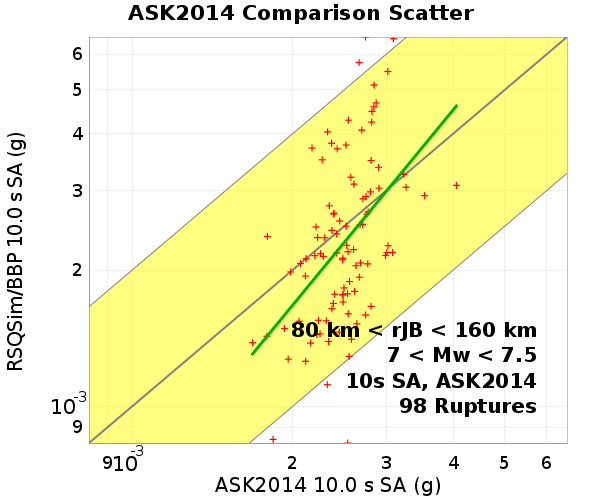 ASK2014 Comparison Scatter
RSQSim/BBP 10.0 s SA (g)
6
5
4
3
2
10-3
9
80 km < rJB < 160 km
7 < Mw < 7.5
10s SA, ASK2014
98 Ruptures
9 10-3 2 3 4 5 6
ASK2014 10.0 s SA (g)